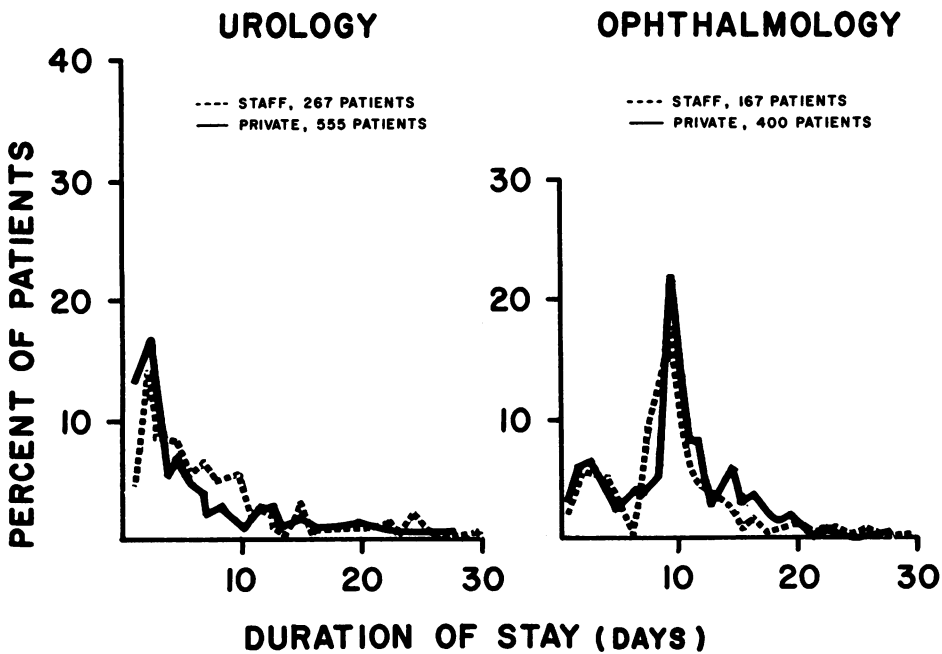 UROLOGY
40
30
20
10
STAFF, 267 PATIENTS
PRIVATE, 555 PATIENTS
10 20 30
OPHTHALMOLOGY
30
20
10
STAFF, 167 PATIENTS
PRIVATE, 400 PATIENTS
10 20 30
PERCENT OF PATIENTS
DURATION OF STAY (DAYS)